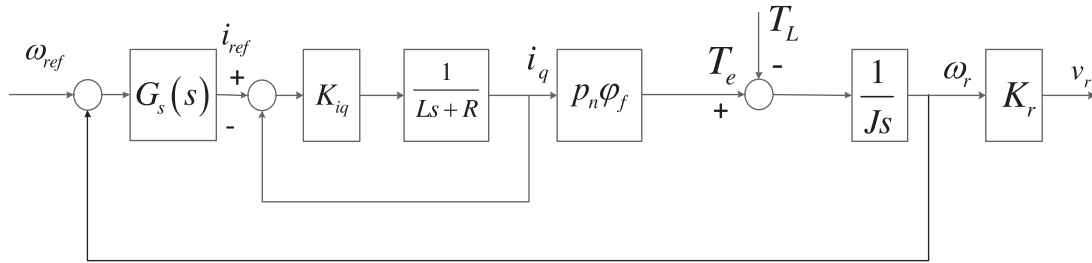 ω_ref
G_s(s)
i_ref
+
-
K_iq
1
Ls + R
i_q
p_n φ_f
T_e
+
T_L
-
1
Js
ω_r
K_r
v_r